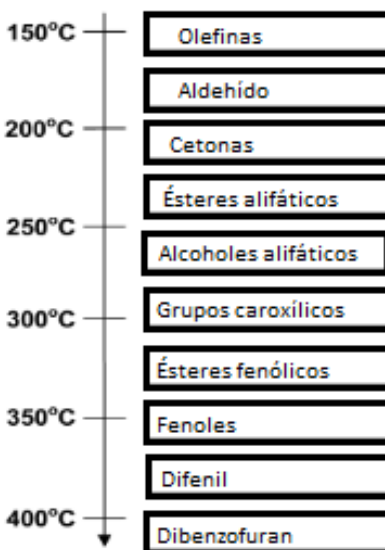 150°C
Olefinas
Aldehído
200°C
Cetonas
Ésteres alifáticos
250°C
Alcoholes alifáticos
300°C
Grupos caroxílicos
Ésteres fenólicos
350°C
Fenoles
Difenil
400°C
Dibenzofuran